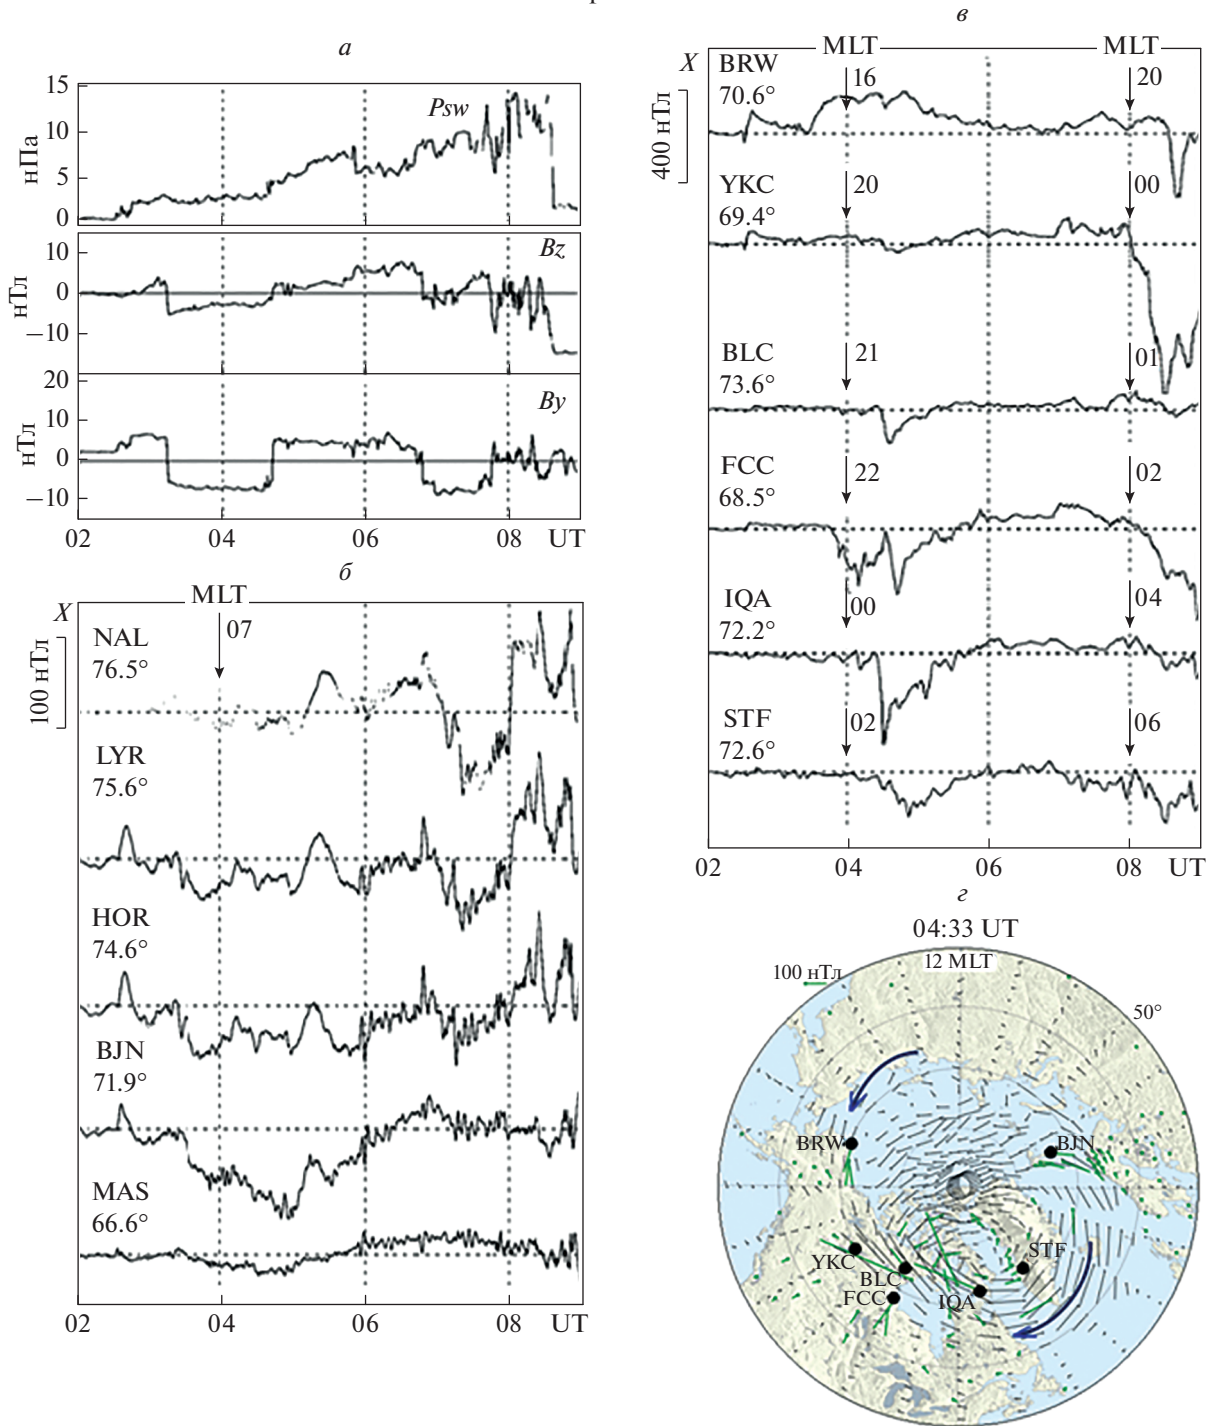 а
15
10
5
0
нПа
Psw
10
0
−10
нТл
Bz
20
10
0
−10
нТл
By
02
04
06
08
UT
б
X
MLT
07
100 нТл
NAL
76.5°
LYR
75.6°
HOR
74.6°
BJN
71.9°
MAS
66.6°
02
04
06
08
UT
в
X
MLT
MLT
400 нТл
BRW
70.6°
16
20
YKC
69.4°
20
00
BLC
73.6°
21
01
FCC
68.5°
22
02
IQA
72.2°
00
04
STF
72.6°
02
06
02
04
06
08
UT
г
04:33 UT
12 MLT
100 нТл
50°
BRW
BJN
YKC
BLC
STF
FCC
IQA